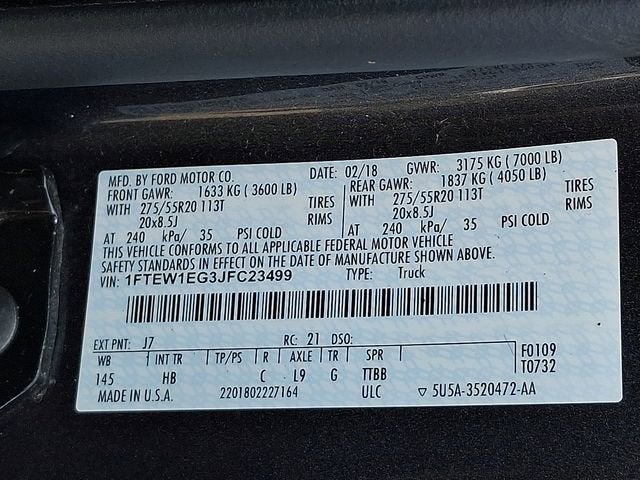 MFD. BY FORD MOTOR CO. DATE: 02/18 GVWR: 3175 KG ( 7000 LB)
FRONT GAWR: 1633 KG ( 3600 LB) REAR GAWR: 1837 KG ( 4050 LB)
WITH 275/55R20 113T TIRES WITH 275/55R20 113T TIRES
20x8.5J RIMS 20x8.5J RIMS
AT 240 kPa/ 35 PSI COLD AT 240 kPa/ 35 PSI COLD
THIS VEHICLE CONFORMS TO ALL APPLICABLE FEDERAL MOTOR VEHICLE
SAFETY STANDARDS IN EFFECT ON THE DATE OF MANUFACTURE SHOWN ABOVE.
VIN: 1FTEW1EG3JFC23499 TYPE: Truck
EXT PNT: J7 RC: 21 DSO: F0109
WB INT TR TP/PS R AXLE TR SPR T0732
145 HB C L9 G TTBB
MADE IN U.S.A. 2201802227164 ULC ▽ 5U5A-3520472-AA